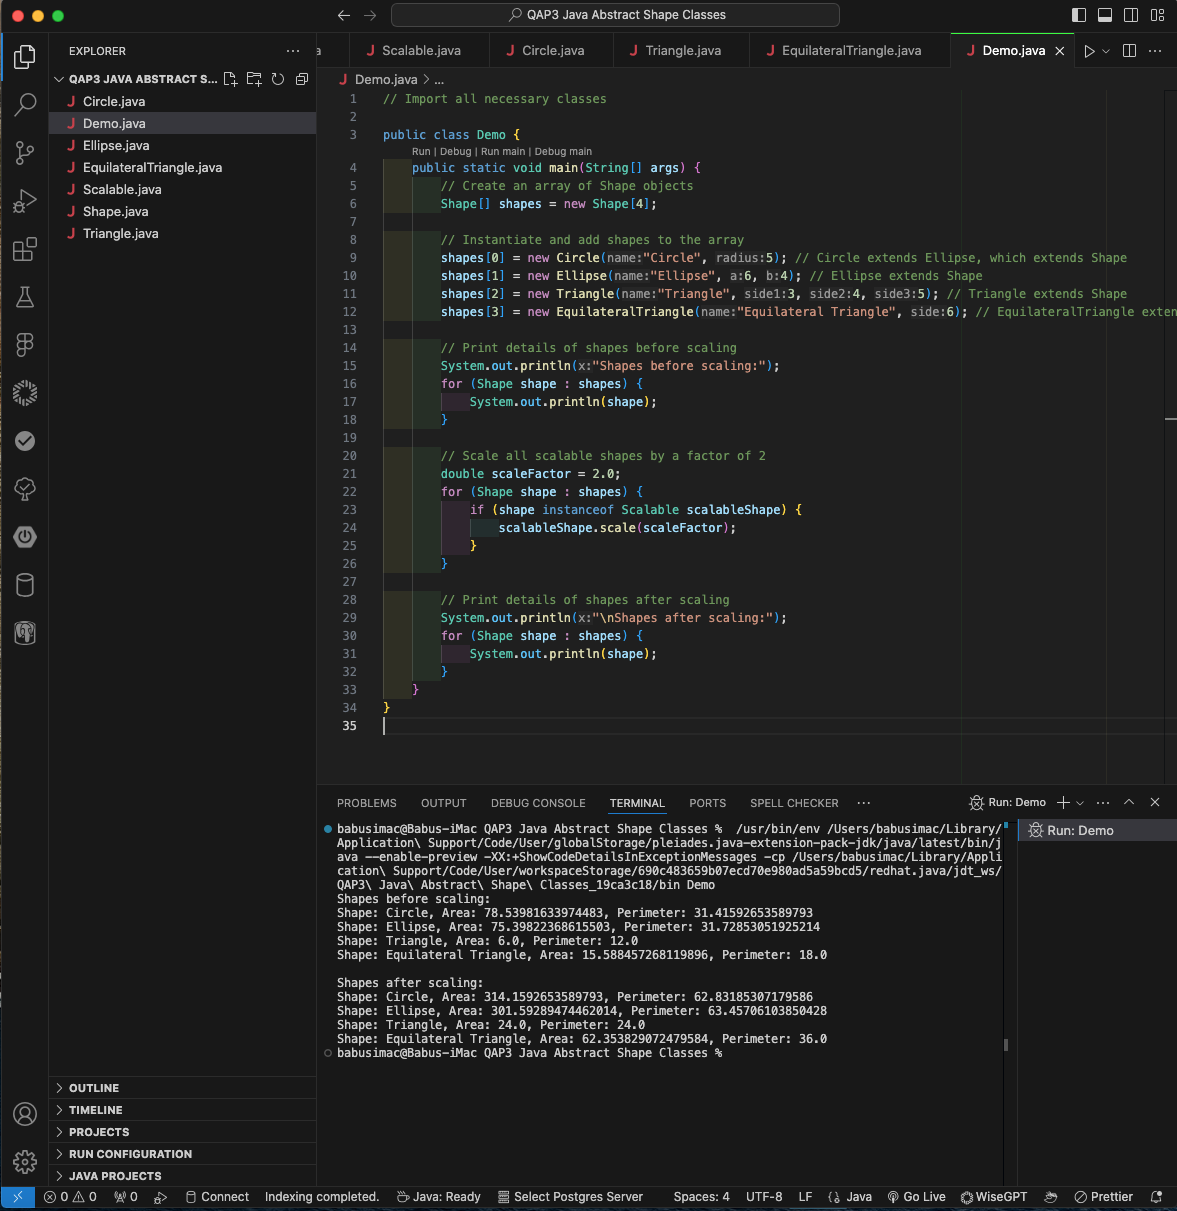 QAP3 Java Abstract Shape Classes
EXPLORER
a
Scalable.java
Circle.java
Triangle.java
EquilateralTriangle.java
Demo.java
QAP3 JAVA ABSTRACT S...
Circle.java
Demo.java
Ellipse.java
EquilateralTriangle.java
Scalable.java
Shape.java
Triangle.java
Demo.java > ...
1 // Import all necessary classes
2
3 public class Demo {
Run | Debug | Run main | Debug main
4 public static void main(String[] args) {
5 // Create an array of Shape objects
6 Shape[] shapes = new Shape[4];
7
8 // Instantiate and add shapes to the array
9 shapes[0] = new Circle(name:"Circle", radius:5); // Circle extends Ellipse, which extends Shape
10 shapes[1] = new Ellipse(name:"Ellipse", a:6, b:4); // Ellipse extends Shape
11 shapes[2] = new Triangle(name:"Triangle", side1:3, side2:4, side3:5); // Triangle extends Shape
12 shapes[3] = new EquilateralTriangle(name:"Equilateral Triangle", side:6); // EquilateralTriangle exten
13
14 // Print details of shapes before scaling
15 System.out.println(x:"Shapes before scaling:");
16 for (Shape shape : shapes) {
17 System.out.println(shape);
18 }
19
20 // Scale all scalable shapes by a factor of 2
21 double scaleFactor = 2.0;
22 for (Shape shape : shapes) {
23 if (shape instanceof Scalable scalableShape) {
24 scalableShape.scale(scaleFactor);
25 }
26 }
27
28 // Print details of shapes after scaling
29 System.out.println(x:"\nShapes after scaling:");
30 for (Shape shape : shapes) {
31 System.out.println(shape);
32 }
33 }
34 }
35
PROBLEMS OUTPUT DEBUG CONSOLE TERMINAL PORTS SPELL CHECKER ... Run: Demo
Run: Demo
babusimac@Babus-iMac QAP3 Java Abstract Shape Classes % /usr/bin/env /Users/babusimac/Library/
Application\ Support/Code/User/globalStorage/pleiades.java-extension-pack-jdk/java/latest/bin/j
ava --enable-preview -XX:+ShowCodeDetailsInExceptionMessages -cp /Users/babusimac/Library/Appli
cation\ Support/Code/User/workspaceStorage/690c483659b07ecd70e980ad5a59bcd5/redhat.java/jdt_ws/
QAP3\ Java\ Abstract\ Shape\ Classes_19ca3c18/bin Demo
Shapes before scaling:
Shape: Circle, Area: 78.53981633974483, Perimeter: 31.41592653589793
Shape: Ellipse, Area: 75.39822368615503, Perimeter: 31.72853051925214
Shape: Triangle, Area: 6.0, Perimeter: 12.0
Shape: Equilateral Triangle, Area: 15.588457268119896, Perimeter: 18.0
Shapes after scaling:
Shape: Circle, Area: 314.1592653589793, Perimeter: 62.83185307179586
Shape: Ellipse, Area: 301.59289474462014, Perimeter: 63.45706103850428
Shape: Triangle, Area: 24.0, Perimeter: 24.0
Shape: Equilateral Triangle, Area: 62.353829072479584, Perimeter: 36.0
babusimac@Babus-iMac QAP3 Java Abstract Shape Classes %
OUTLINE
TIMELINE
PROJECTS
RUN CONFIGURATION
JAVA PROJECTS
0 0 0 Connect Indexing completed. Java: Ready Select Postgres Server Spaces: 4 UTF-8 LF Java Go Live WiseGPT Prettier